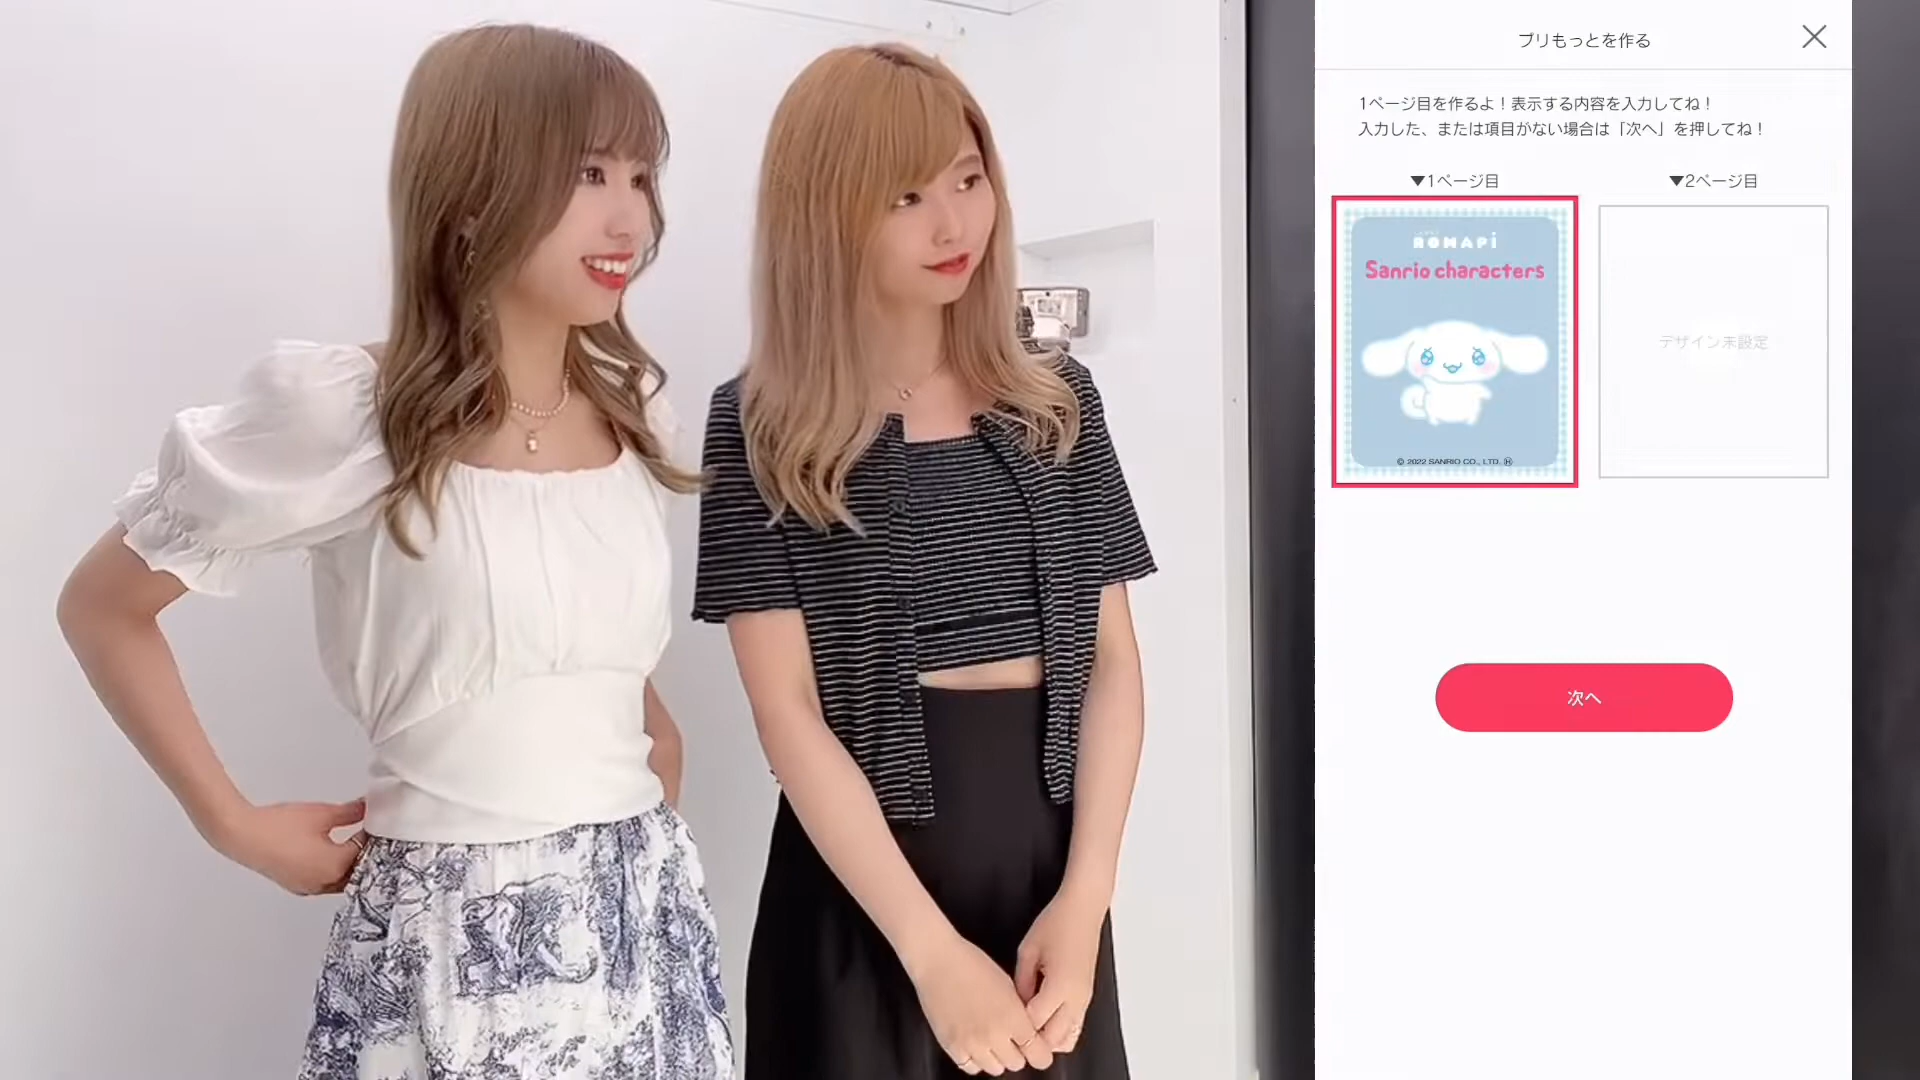 プリもっとを作る
1ページ目を作るよ！表示する内容を入力してね！
入力した、または項目がない場合は「次へ」を押してね！
▼1ページ目
▼2ページ目
ROMAPi
Sanrio characters
© 2022 SANRIO CO., LTD. Ⓗ
デザイン未設定
次へ